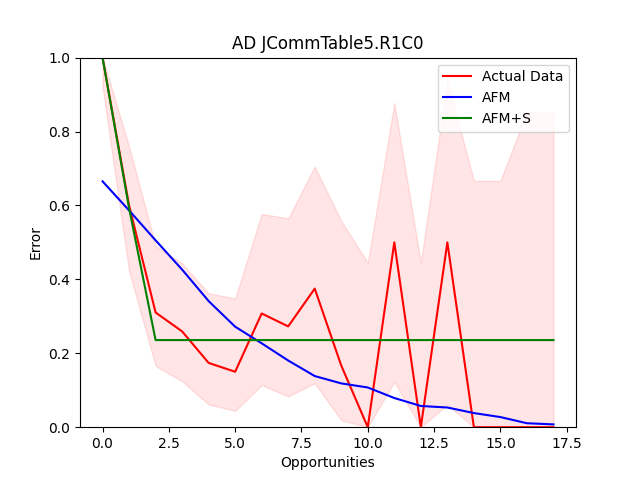 AD JCommTable5.R1C0
Actual Data
AFM
AFM+S
1.0
0.8
0.6
0.4
0.2
0.0
Error
0.0 2.5 5.0 7.5 10.0 12.5 15.0 17.5
Opportunities